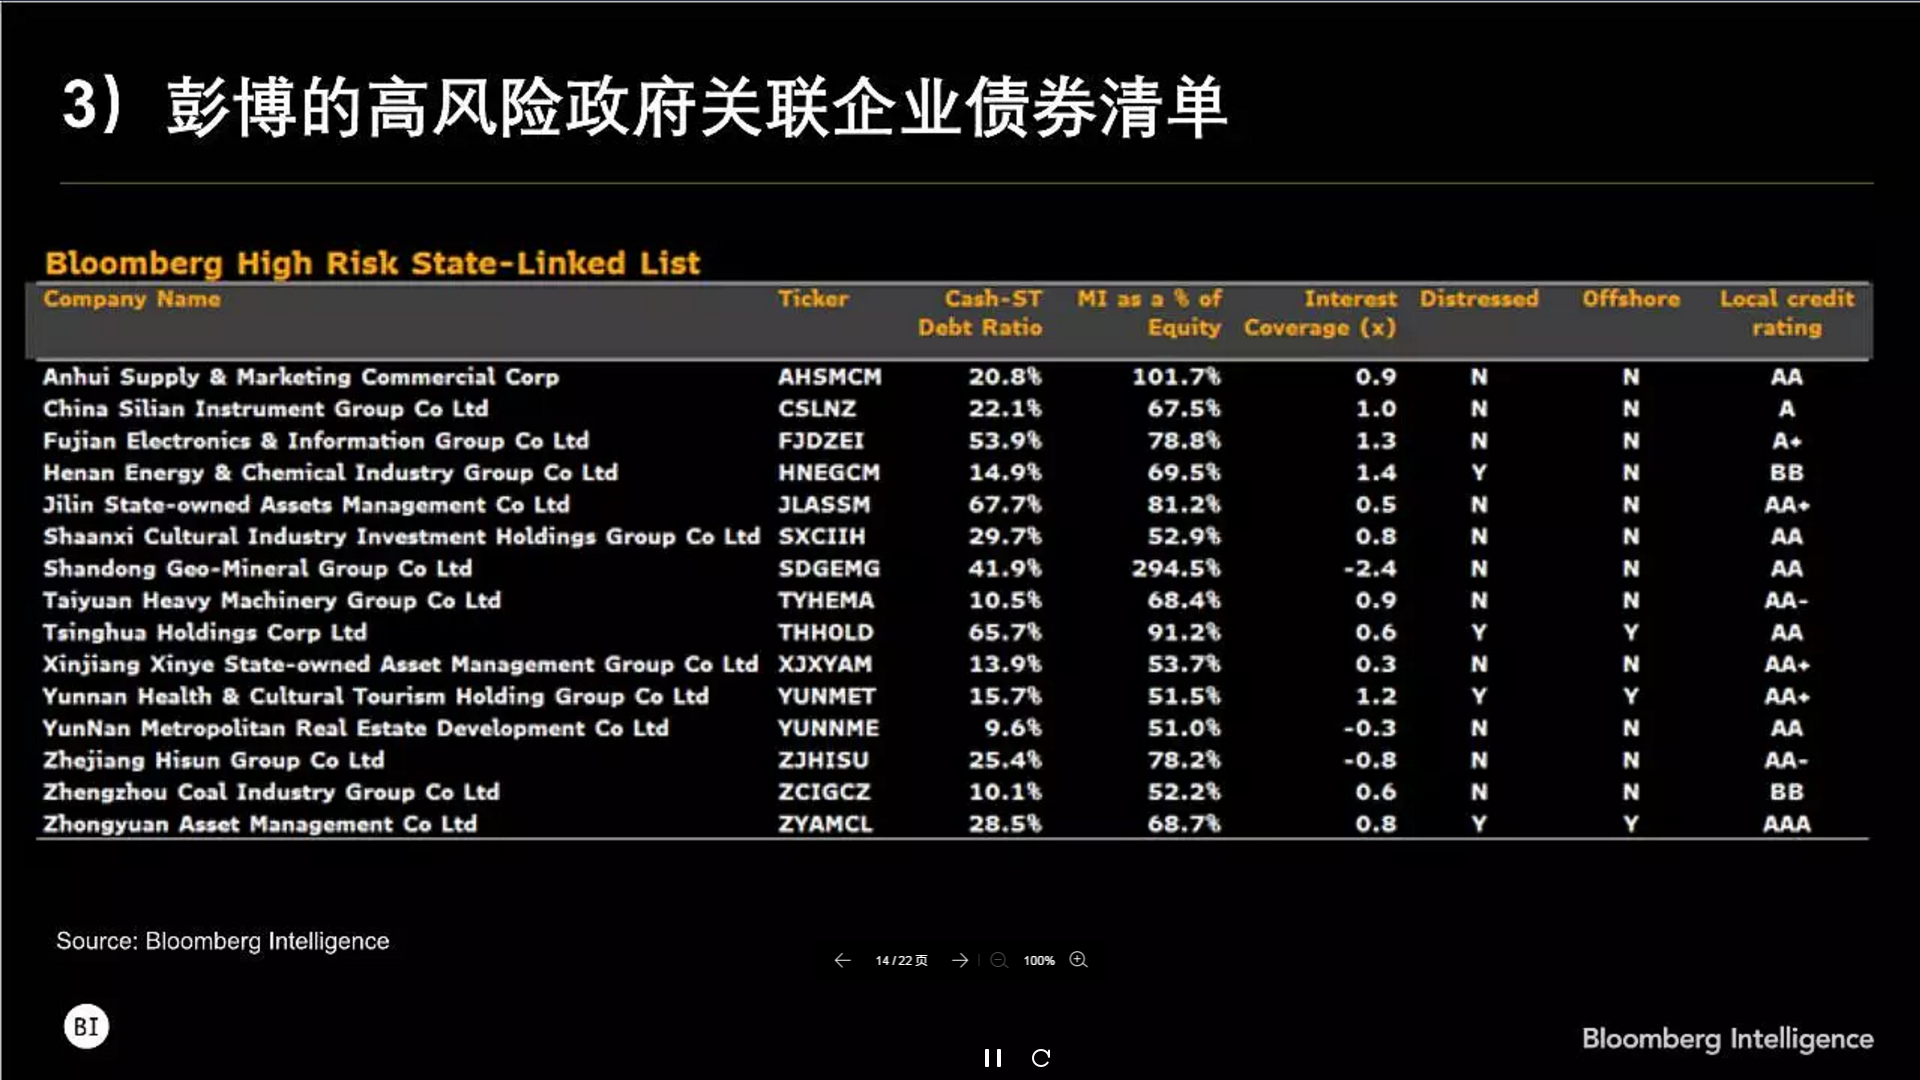 3）彭博的高风险政府关联企业债券清单
Bloomberg High Risk State-Linked List
Company Name Ticker Cash-ST Debt Ratio MI as a % of Equity Interest Coverage (x) Distressed Offshore Local credit rating
Anhui Supply & Marketing Commercial Corp AHSMCM 20.8% 101.7% 0.9 N N AA
China Silian Instrument Group Co Ltd CSLNZ 22.1% 67.5% 1.0 N N A
Fujian Electronics & Information Group Co Ltd FJDZEI 53.9% 78.8% 1.3 N N A+
Henan Energy & Chemical Industry Group Co Ltd HNEGCM 14.9% 69.5% 1.4 Y N BB
Jilin State-owned Assets Management Co Ltd JLASSM 67.7% 81.2% 0.5 N N AA+
Shaanxi Cultural Industry Investment Holdings Group Co Ltd SXCIIH 29.7% 52.9% 0.8 N N AA
Shandong Geo-Mineral Group Co Ltd SDGEMG 41.9% 294.5% -2.4 N N AA
Taiyuan Heavy Machinery Group Co Ltd TYHEMA 10.5% 68.4% 0.9 N N AA-
Tsinghua Holdings Corp Ltd THHOLD 65.7% 91.2% 0.6 Y Y AA
Xinjiang Xinye State-owned Asset Management Group Co Ltd XJXYAM 13.9% 53.7% 0.3 N N AA+
Yunnan Health & Cultural Tourism Holding Group Co Ltd YUNMET 15.7% 51.5% 1.2 Y Y AA+
YunNan Metropolitan Real Estate Development Co Ltd YUNNME 9.6% 51.0% -0.3 N N AA
Zhejiang Hisun Group Co Ltd ZJHISU 25.4% 78.2% -0.8 N N AA-
Zhengzhou Coal Industry Group Co Ltd ZCIGCZ 10.1% 52.2% 0.6 N N BB
Zhongyuan Asset Management Co Ltd ZYAMCL 28.5% 68.7% 0.8 Y Y AAA
Source: Bloomberg Intelligence
14/22页 100%
BI
Bloomberg Intelligence